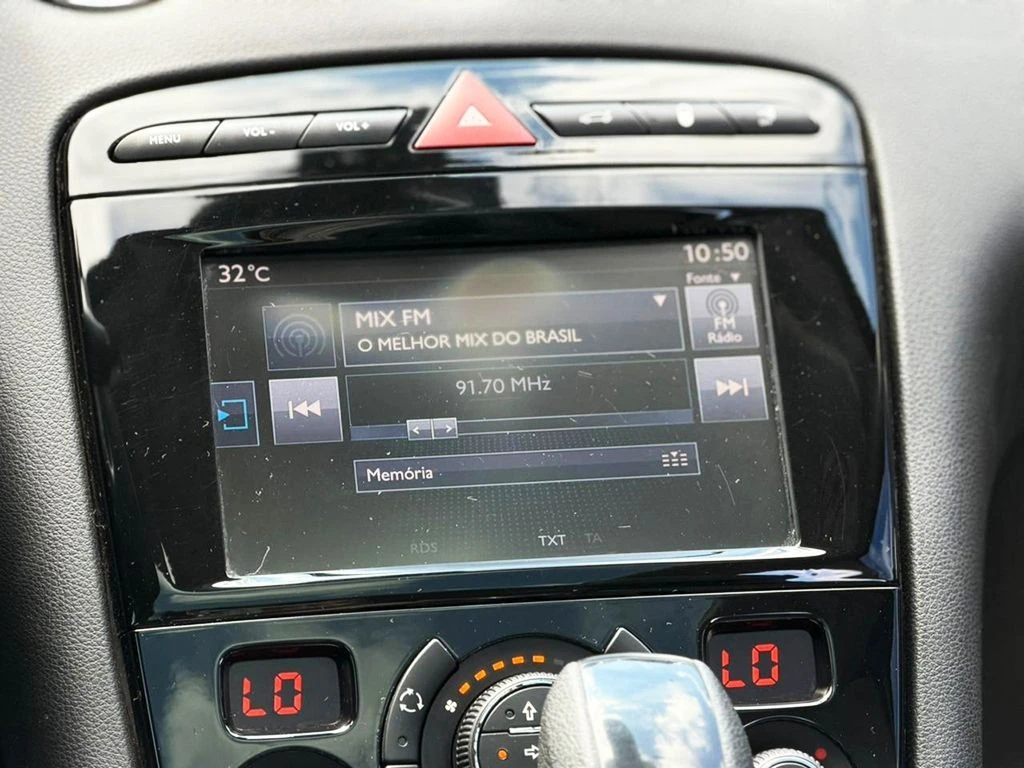 MENU VOL - VOL +
32°C 10:50
Fonte
MIX FM
O MELHOR MIX DO BRASIL
FM
Rádio
91.70 MHz
Memória
RDS TXT TA
LO LO